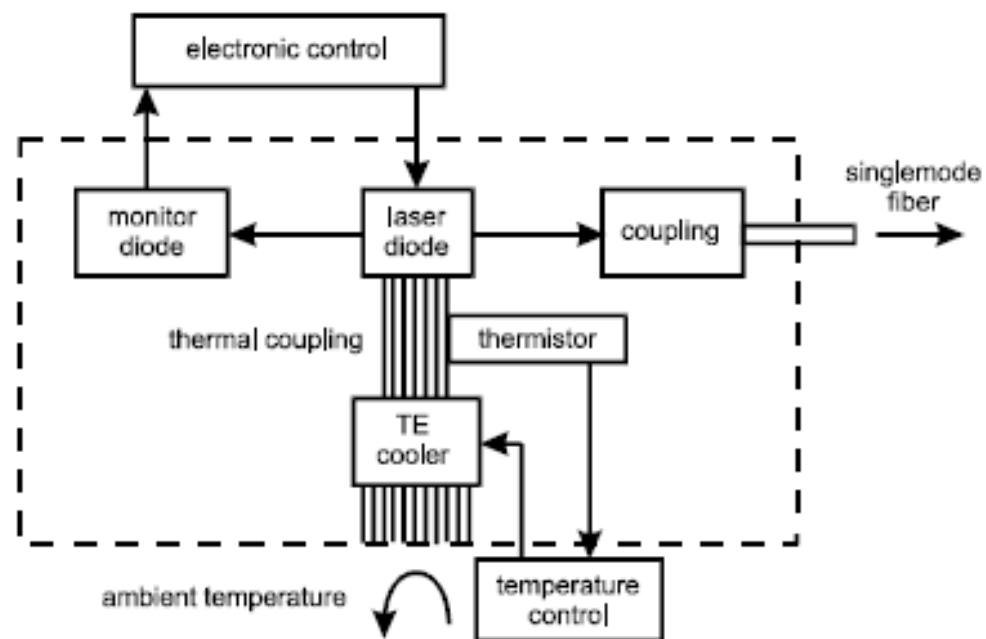 electronic control
singlemode
fiber
monitor
diode
laser
diode
coupling
thermal coupling
thermistor
TE
cooler
ambient temperature
temperature
control